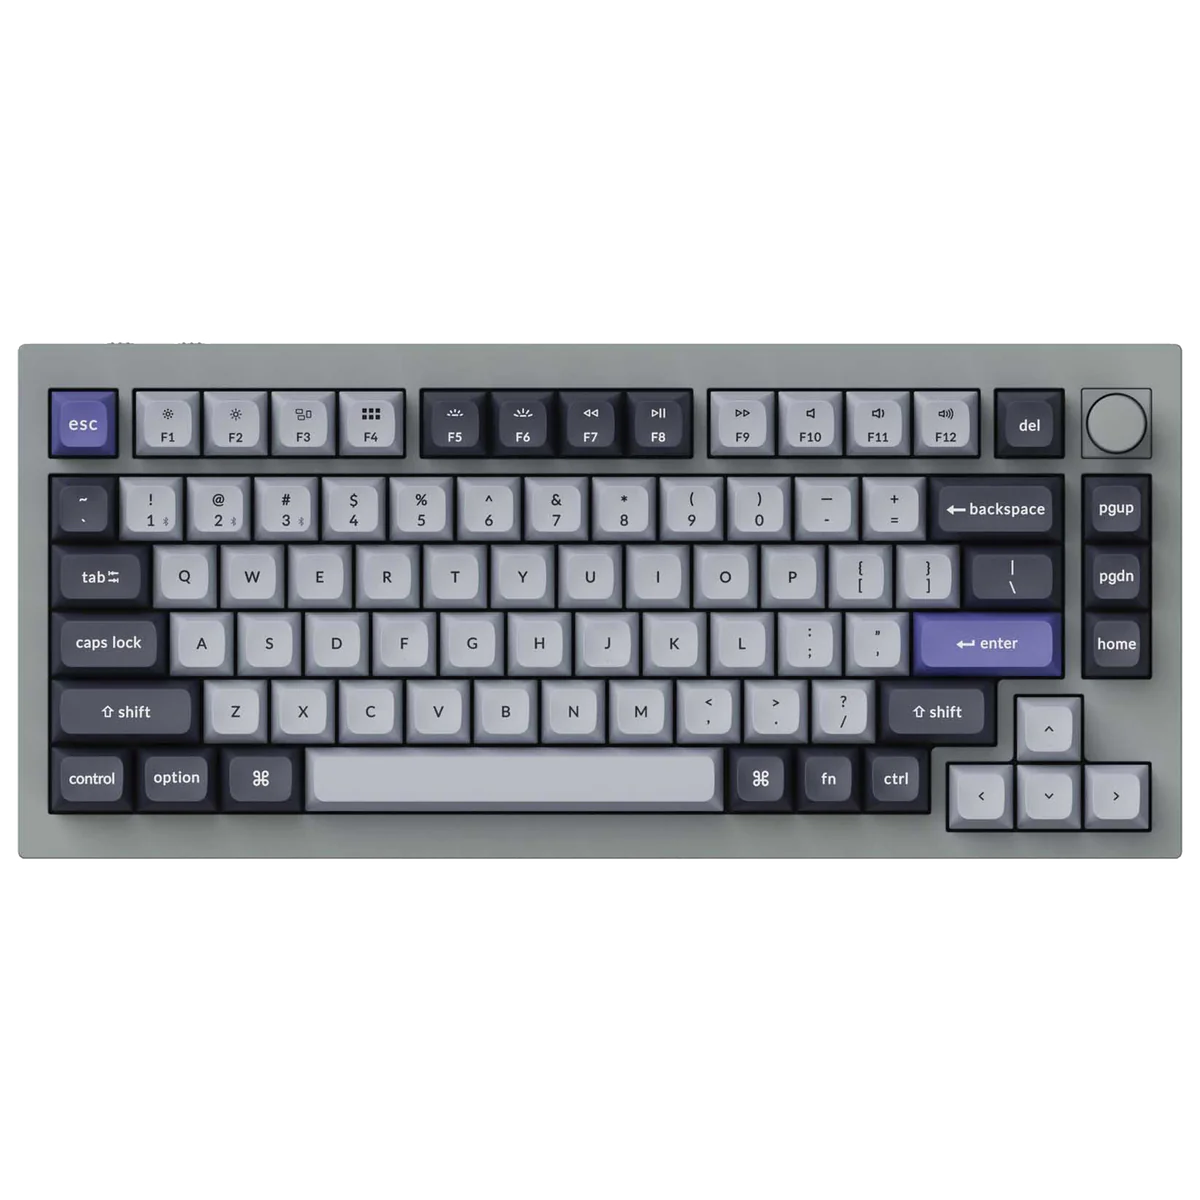 esc F1 F2 F3 F4 F5 F6 F7 F8 F9 F10 F11 F12 del
~ ! @ # $ % ^ & * ( ) — +
` 1 2 3 4 5 6 7 8 9 0 - = backspace pgup
tab Q W E R T Y U I O P { } | pgdn
[ ] \
caps lock A S D F G H J K L : " enter home
; ,
shift Z X C V B N M < > ? shift
, . /
control option ⌘ ⌘ fn ctrl
^
< ⌄ >